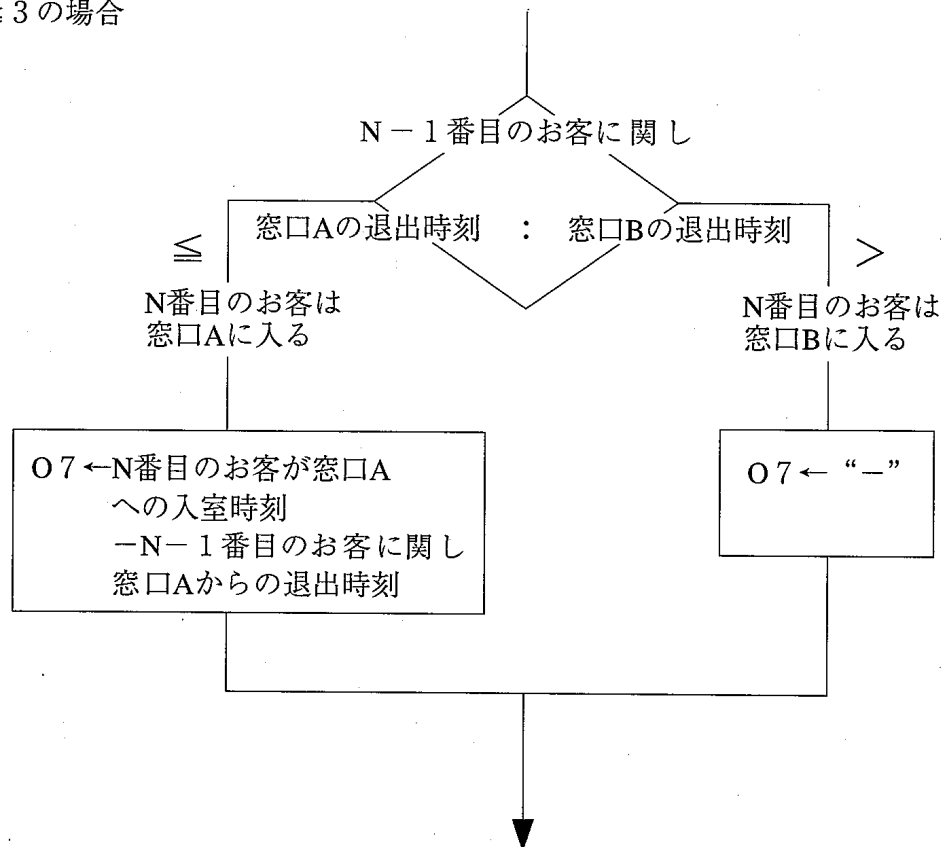 ３の場合
N－１番目のお客に関し
窓口Aの退出時刻　：　窓口Bの退出時刻
≦
＞
N番目のお客は
窓口Aに入る
N番目のお客は
窓口Bに入る
O７←N番目のお客が窓口A
への入室時刻
－N－１番目のお客に関し
窓口Aからの退出時刻
O７← “－”